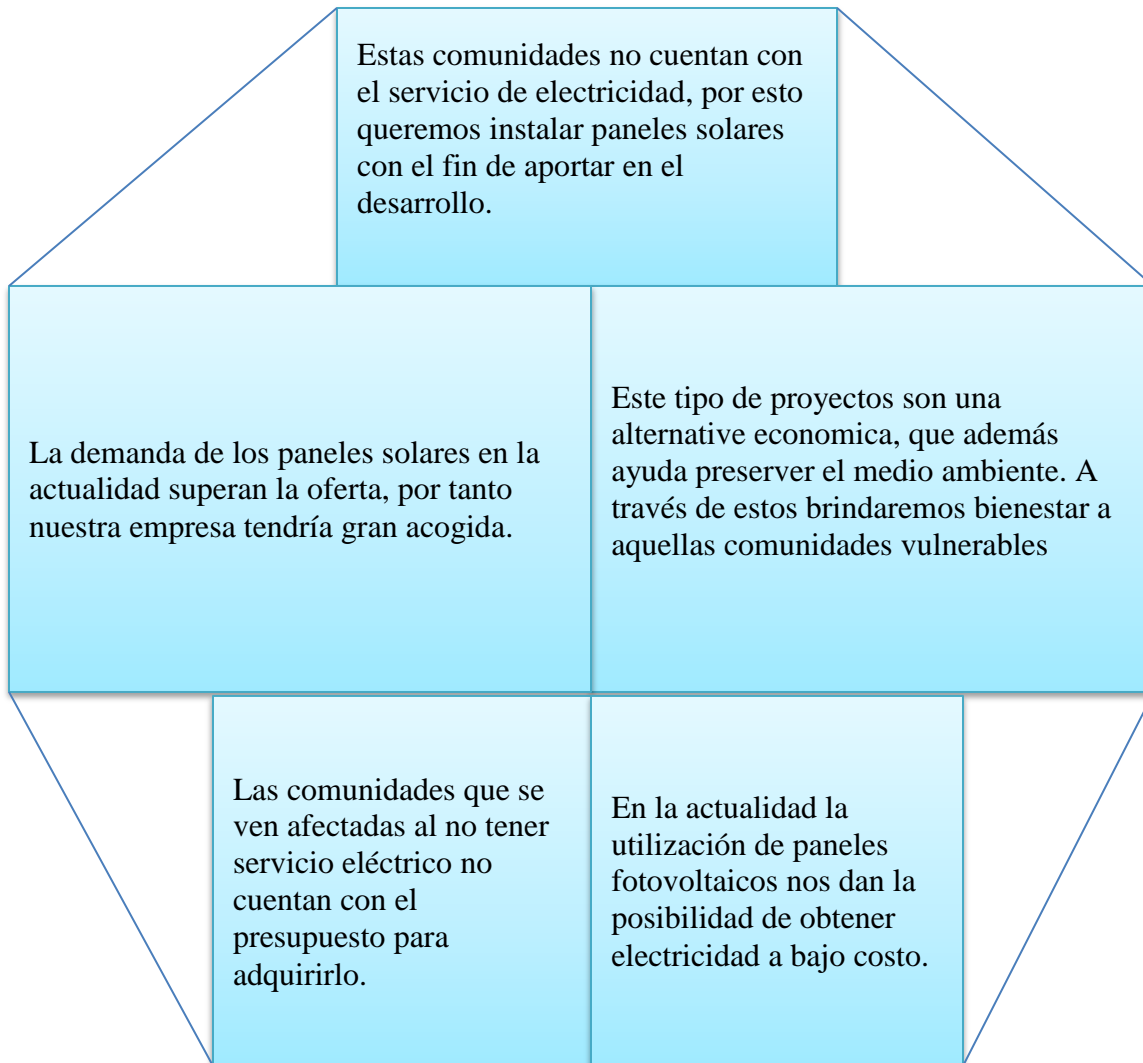 Estas comunidades no cuentan con
el servicio de electricidad, por esto
queremos instalar paneles solares
con el fin de aportar en el
desarrollo.
La demanda de los paneles solares en la
actualidad superan la oferta, por tanto
nuestra empresa tendría gran acogida.
Este tipo de proyectos son una
alternative economica, que además
ayuda preserver el medio ambiente. A
través de estos brindaremos bienestar a
aquellas comunidades vulnerables
Las comunidades que se
ven afectadas al no tener
servicio eléctrico no
cuentan con el
presupuesto para
adquirirlo.
En la actualidad la
utilización de paneles
fotovoltaicos nos dan la
posibilidad de obtener
electricidad a bajo costo.